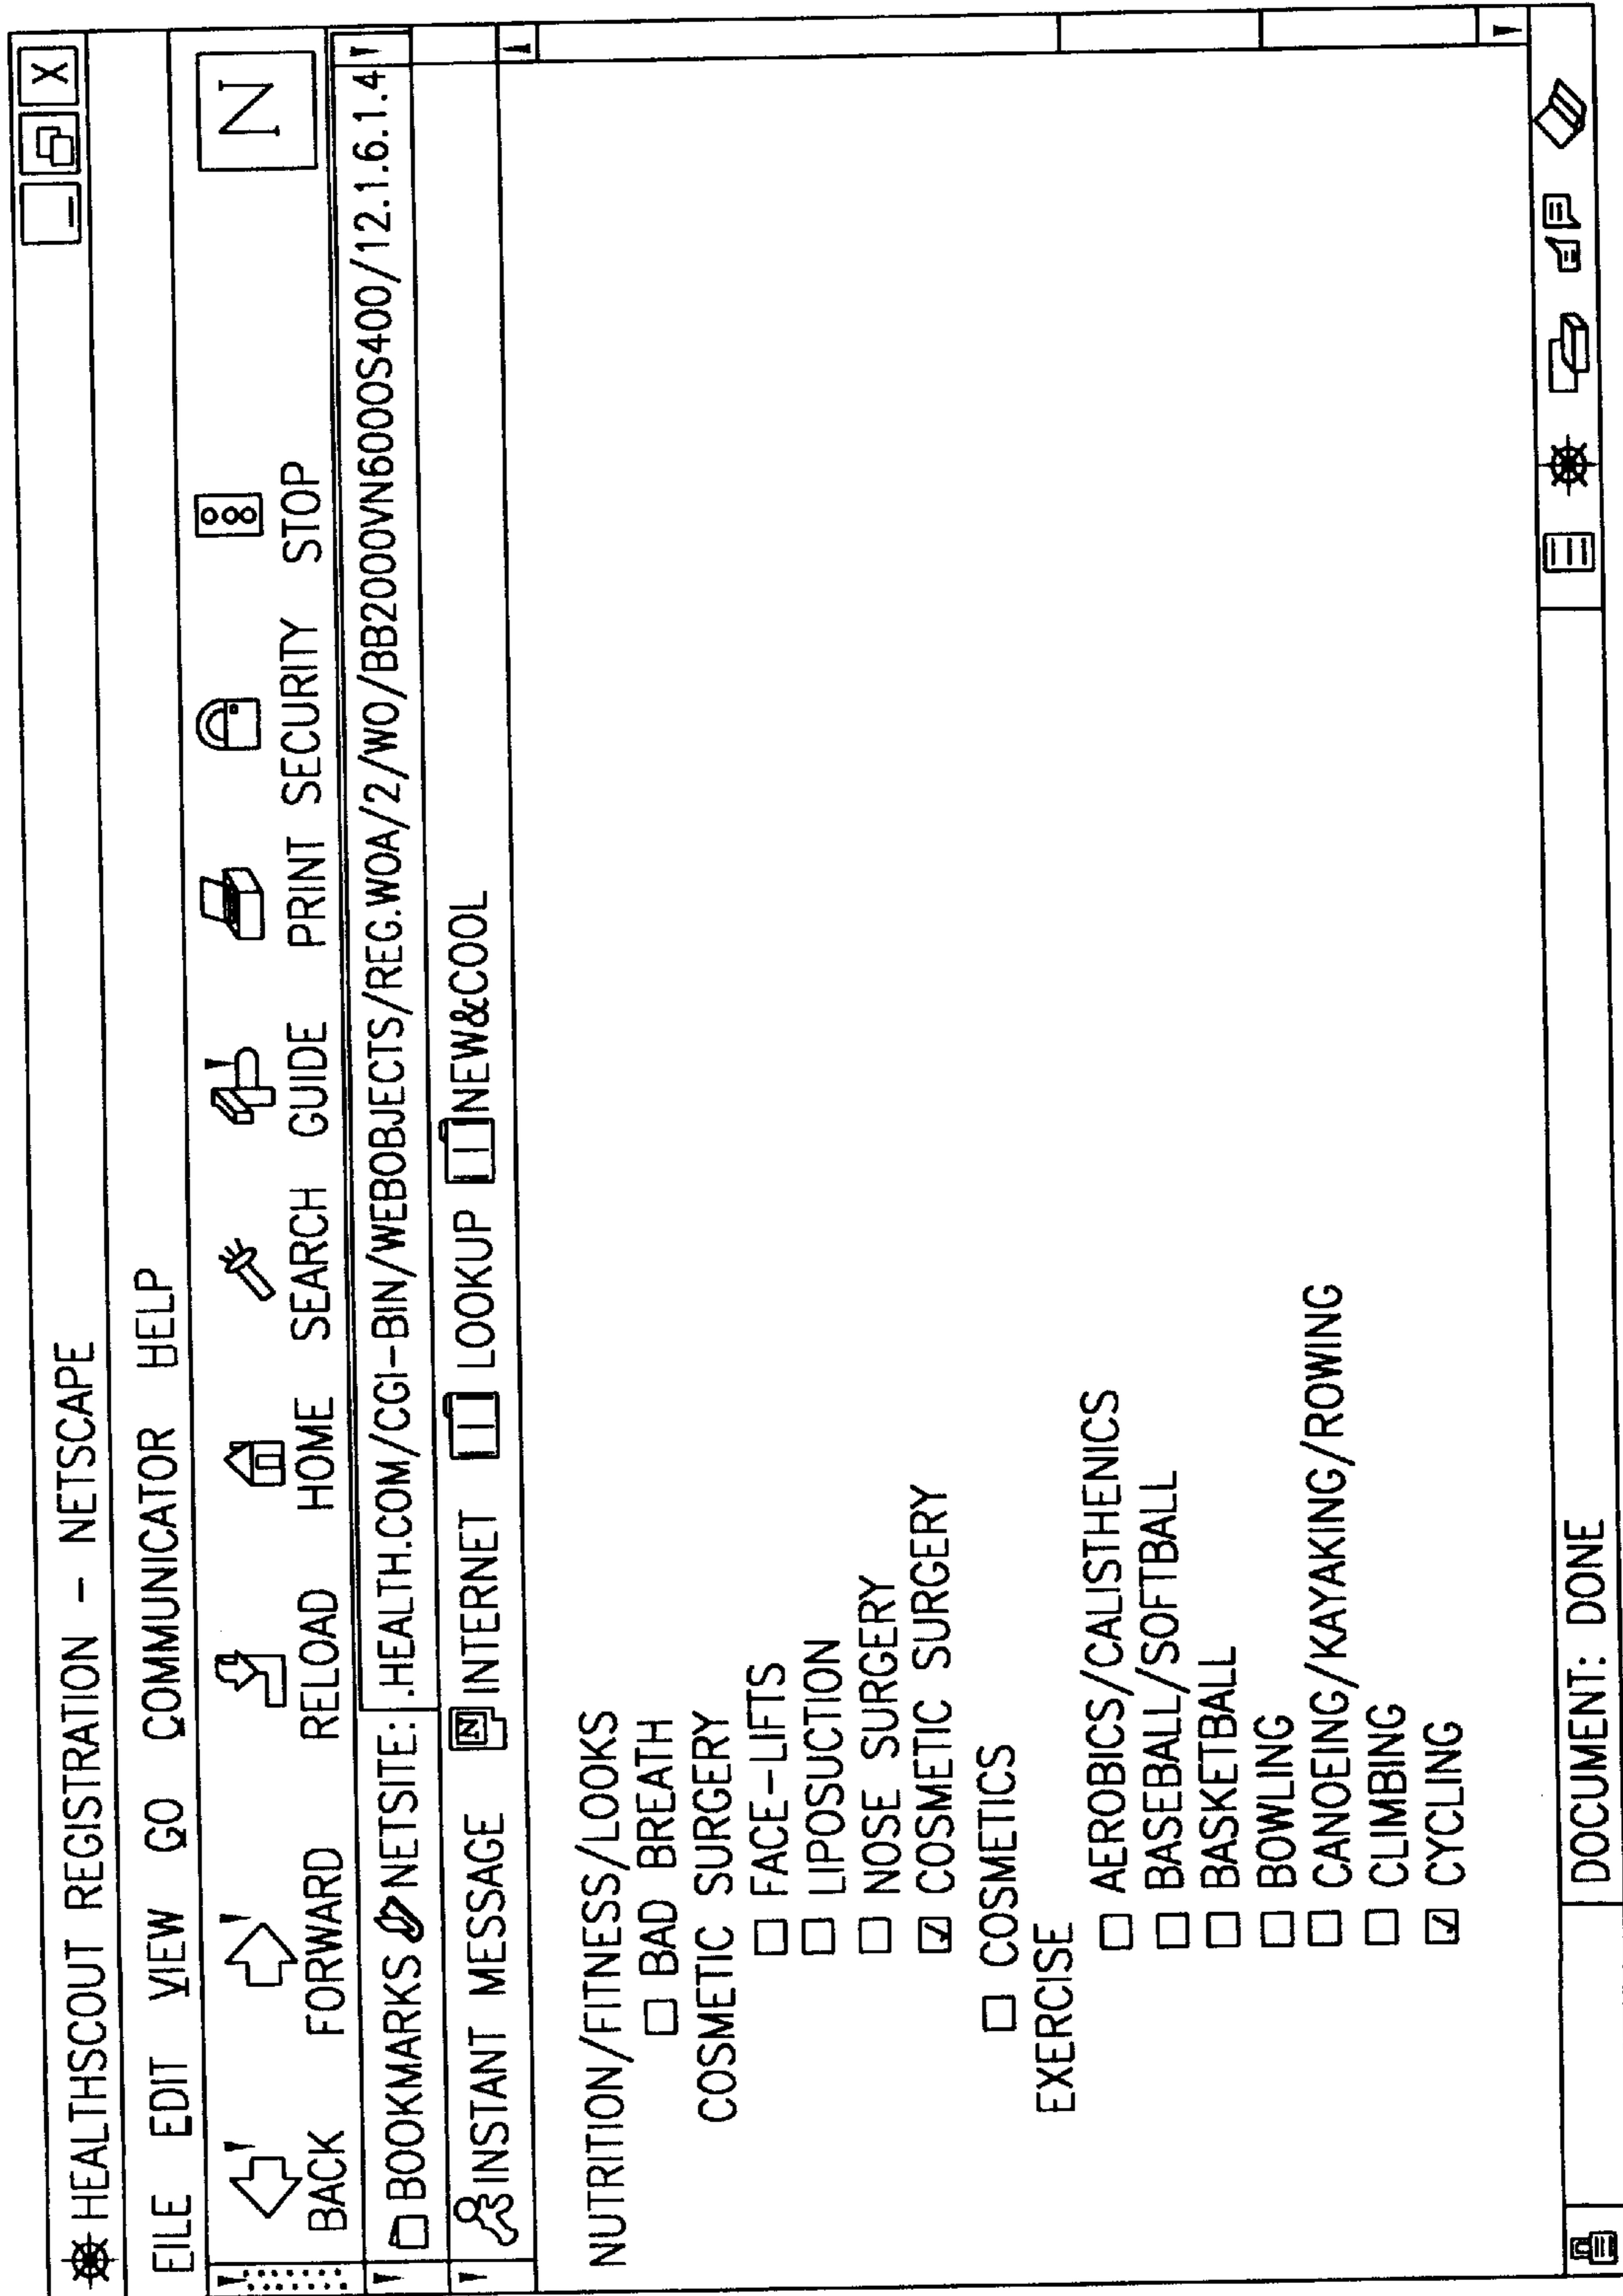 HEALTHSCOUT REGISTRATION - NETSCAPE
X
FILE EDIT VIEW GO COMMUNICATOR HELP
BACK FORWARD RELOAD HOME SEARCH GUIDE PRINT SECURITY STOP
N
BOOKMARKS NETSITE: .HEALTH.COM/CGI-BIN/WEBOBJECTS/REG.WOA/2/WO/BB2000VN6000S400/12.1.6.1.4
INSTANT MESSAGE N INTERNET LOOKUP NEW&COOL
NUTRITION/FITNESS/LOOKS
BAD BREATH
COSMETIC SURGERY
FACE-LIFTS
LIPOSUCTION
NOSE SURGERY
COSMETIC SURGERY
COSMETICS
EXERCISE
AEROBICS/CALISTHENICS
BASEBALL/SOFTBALL
BASKETBALL
BOWLING
CANOEING/KAYAKING/ROWING
CLIMBING
CYCLING
DOCUMENT: DONE